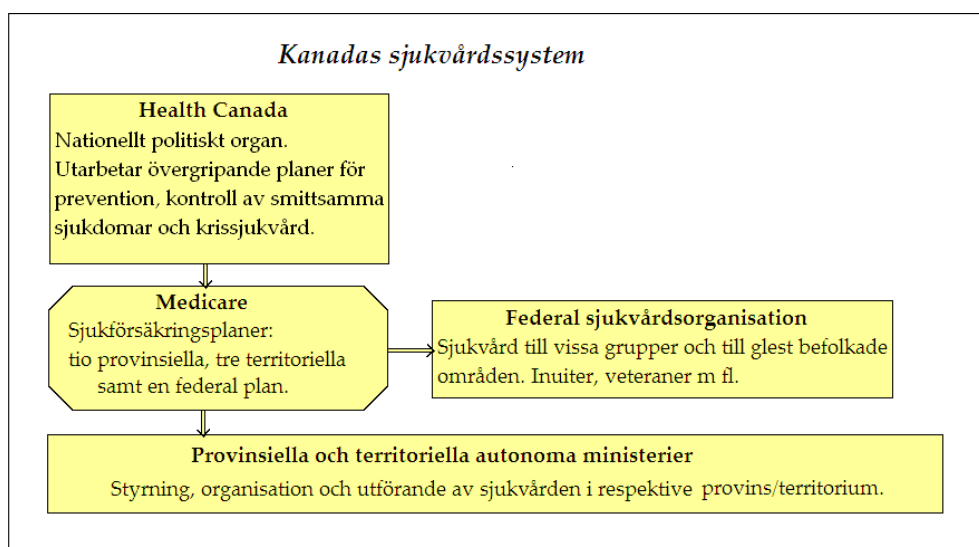 Kanadas sjukvårdssystem
Health Canada
Nationellt politiskt organ.
Utarbetar övergripande planer för
prevention, kontroll av smittsamma
sjukdomar och krissjukvård.
Medicare
Sjukförsäkringsplaner:
tio provinsiella, tre territoriella
samt en federal plan.
Federal sjukvårdsorganisation
Sjukvård till vissa grupper och till glest befolkade
områden. Inuiter, veteraner m fl.
Provinsiella och territoriella autonoma ministerier
Styrning, organisation och utförande av sjukvården i respektive provins/territorium.